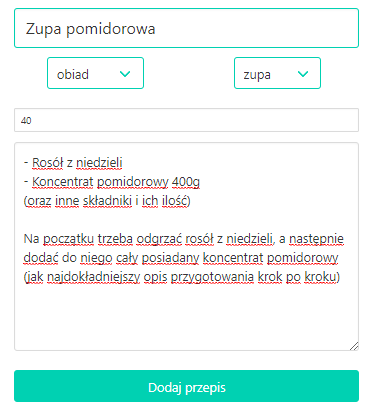 Zupa pomidorowa
obiad
zupa
40
- Rosół z niedzieli
- Koncentrat pomidorowy 400g
(oraz inne składniki i ich ilość)
Na początku trzeba odgrzać rosół z niedzieli, a następnie
dodać do niego cały posiadany koncentrat pomidorowy
(jak najdokładniejszy opis przygotowania krok po kroku)
Dodaj przepis